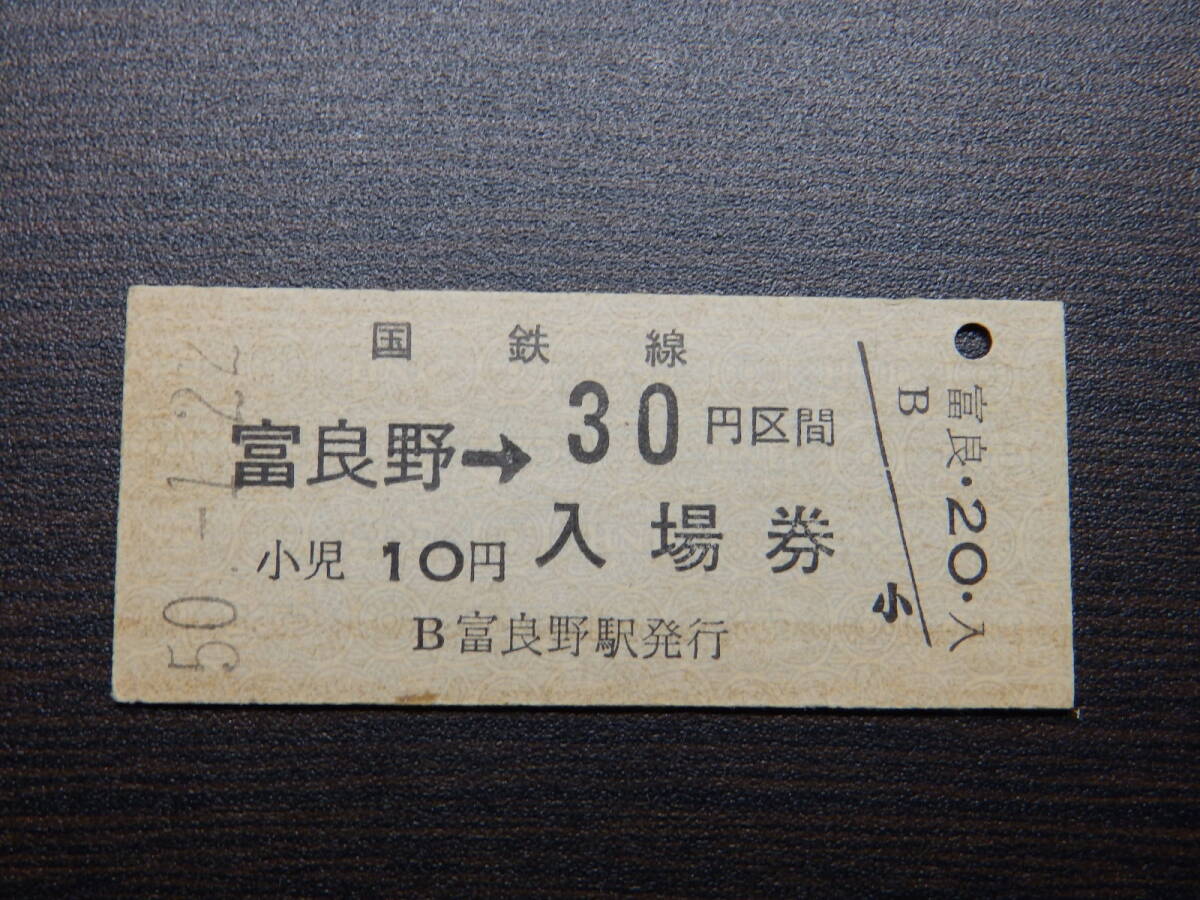 国鉄線
富良野→30円区間
小児 10円 入場券
B富良野駅発行
50.-1.22
富良・20・入
B
小